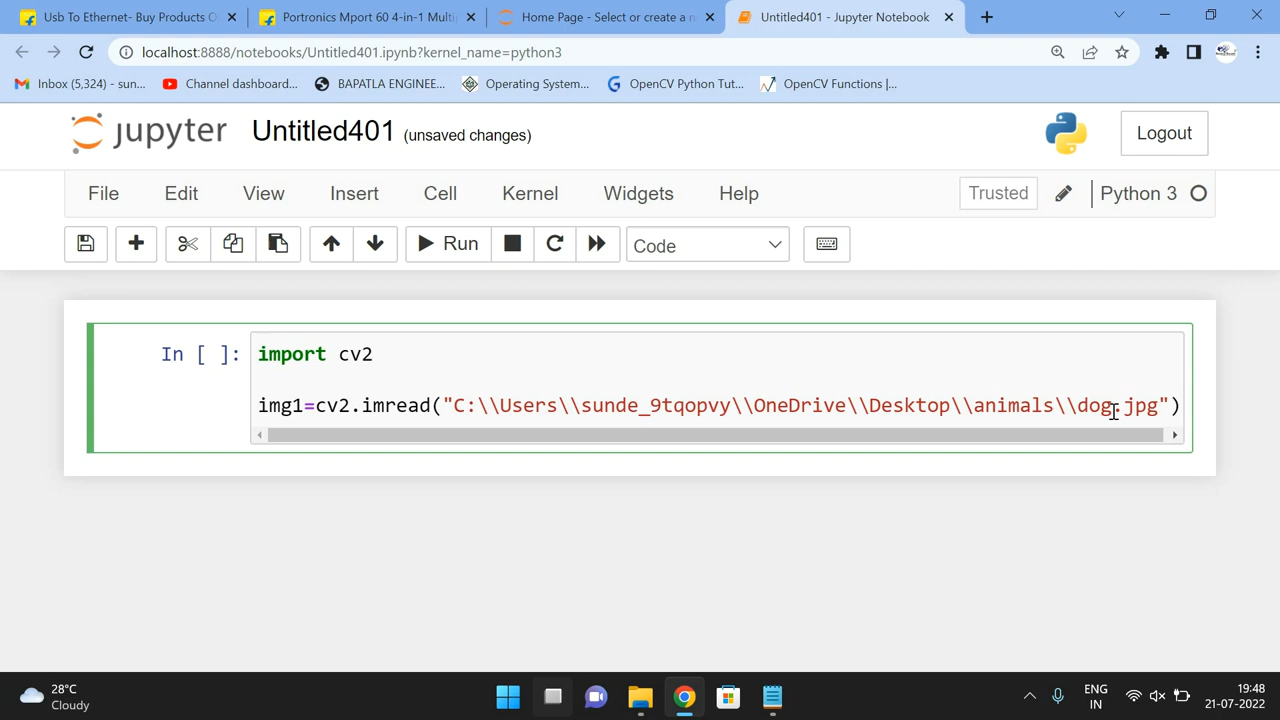 Usb To Ethernet- Buy Products O
Portronics Mport 60 4-in-1 Multip
Home Page - Select or create a n
Untitled401 - Jupyter Notebook
localhost:8888/notebooks/Untitled401.ipynb?kernel_name=python3
Inbox (5,324) - sun...
Channel dashboard...
BAPATLA ENGINEE...
Operating System...
OpenCV Python Tut...
OpenCV Functions |...
jupyter Untitled401 (unsaved changes)
Logout
File Edit View Insert Cell Kernel Widgets Help
Trusted
Python 3
Run
Code
In [ ]:
import cv2
img1=cv2.imread("C:\\Users\\sunde_9tqopvy\\OneDrive\\Desktop\\animals\\dog.jpg")
28°C
Cloudy
ENG
IN
19:48
21-07-2022